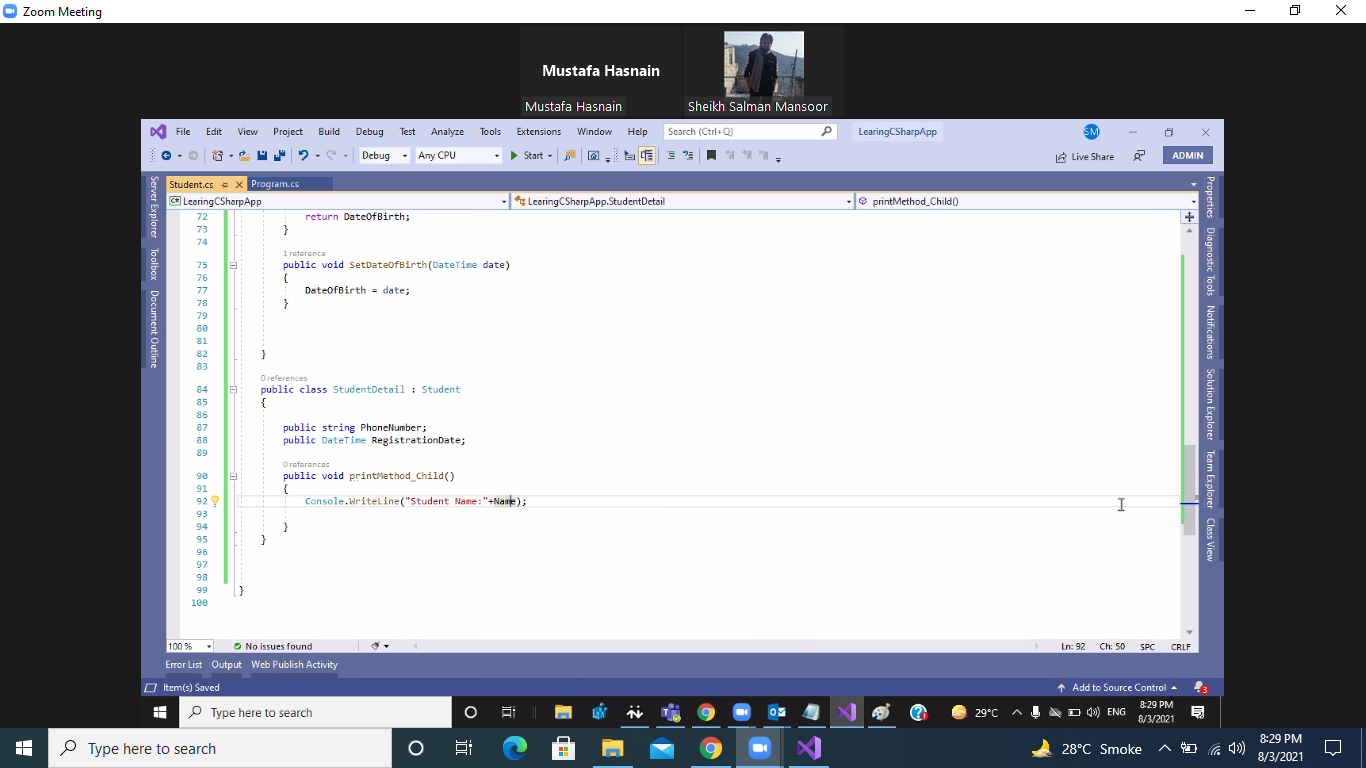 Zoom Meeting
Mustafa Hasnain
Mustafa Hasnain
Sheikh Salman Mansoor
File Edit View Project Build Debug Test Analyze Tools Extensions Window Help Search (Ctrl+Q) LearingCSharpApp SM
Debug Any CPU Start Live Share ADMIN
Server Explorer
Toolbox
Document Outline
Student.cs Program.cs
LearingCSharpApp LearingCSharpApp.StudentDetail printMethod_Child()
72 return DateOfBirth;
73 }
74
1 reference
75 public void SetDateOfBirth(DateTime date)
76 {
77 DateOfBirth = date;
78 }
79
80
81
82 }
83
0 references
84 public class StudentDetail : Student
85 {
86
87 public string PhoneNumber;
88 public DateTime RegistrationDate;
89
0 references
90 public void printMethod_Child()
91 {
92 Console.WriteLine("Student Name:"+Name);
93
94 }
95 }
96
97
98
99 }
100
Properties
Diagnostic Tools
Notifications
Solution Explorer
Team Explorer
Class View
100 % No issues found Ln: 92 Ch: 50 SPC CRLF
Error List Output Web Publish Activity
Item(s) Saved Add to Source Control 3
Type here to search 29°C ENG 8:29 PM
8/3/2021
Type here to search 28°C Smoke 8:29 PM
8/3/2021